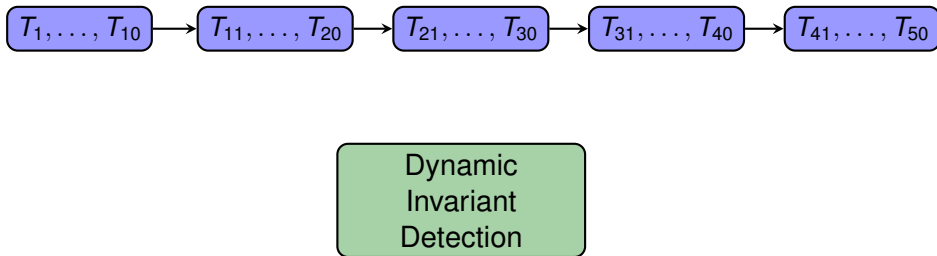 T₁, . . . , T₁₀ T₁₁, . . . , T₂₀ T₂₁, . . . , T₃₀ T₃₁, . . . , T₄₀ T₄₁, . . . , T₅₀
Dynamic
Invariant
Detection